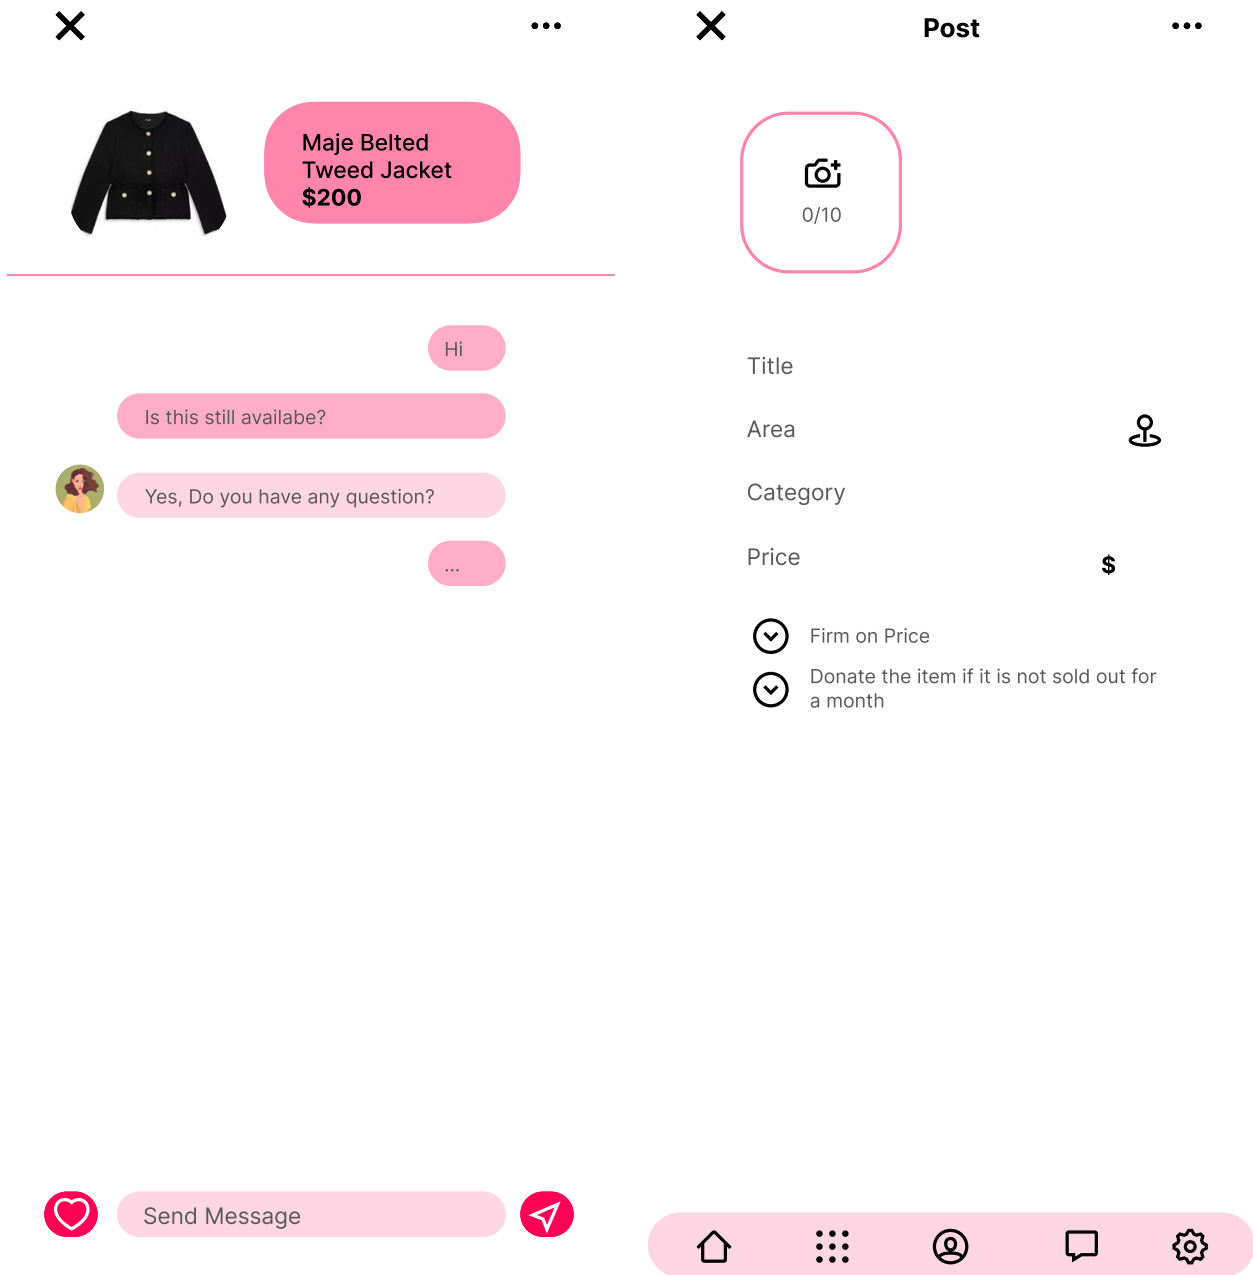 Maje Belted
Tweed Jacket
$200
Hi
Is this still availabe?
Yes, Do you have any question?
...
Send Message
Post
0/10
Title
Area
Category
Price
$
Firm on Price
Donate the item if it is not sold out for
a month